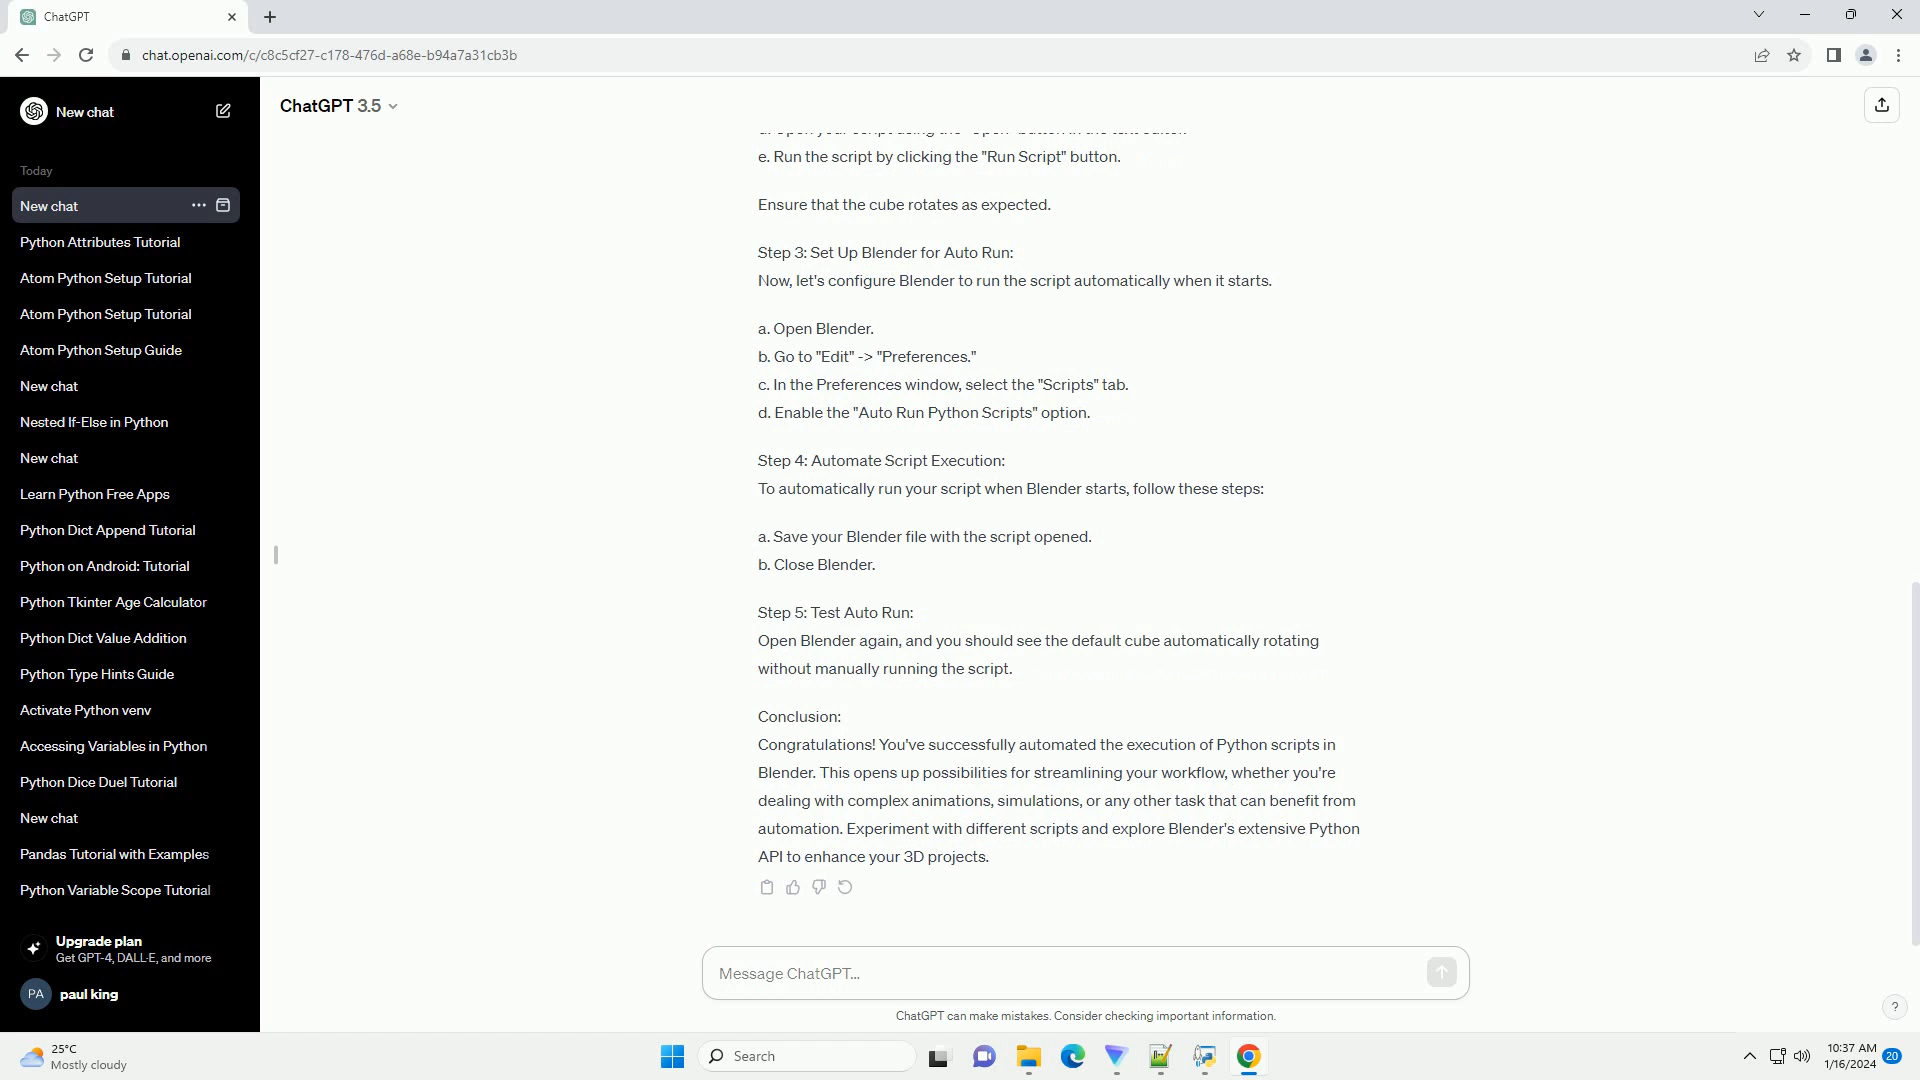 ChatGPT
chat.openai.com/c/c8c5cf27-c178-476d-a68e-b94a7a31cb3b
New chat
ChatGPT 3.5
Today
New chat
Python Attributes Tutorial
Atom Python Setup Tutorial
Atom Python Setup Tutorial
Atom Python Setup Guide
New chat
Nested If-Else in Python
New chat
Learn Python Free Apps
Python Dict Append Tutorial
Python on Android: Tutorial
Python Tkinter Age Calculator
Python Dict Value Addition
Python Type Hints Guide
Activate Python venv
Accessing Variables in Python
Python Dice Duel Tutorial
New chat
Pandas Tutorial with Examples
Python Variable Scope Tutorial
Upgrade plan
Get GPT-4, DALL·E, and more
PA paul king
e. Run the script by clicking the "Run Script" button.
Ensure that the cube rotates as expected.
Step 3: Set Up Blender for Auto Run:
Now, let's configure Blender to run the script automatically when it starts.
a. Open Blender.
b. Go to "Edit" -> "Preferences."
c. In the Preferences window, select the "Scripts" tab.
d. Enable the "Auto Run Python Scripts" option.
Step 4: Automate Script Execution:
To automatically run your script when Blender starts, follow these steps:
a. Save your Blender file with the script opened.
b. Close Blender.
Step 5: Test Auto Run:
Open Blender again, and you should see the default cube automatically rotating
without manually running the script.
Conclusion:
Congratulations! You've successfully automated the execution of Python scripts in
Blender. This opens up possibilities for streamlining your workflow, whether you're
dealing with complex animations, simulations, or any other task that can benefit from
automation. Experiment with different scripts and explore Blender's extensive Python
API to enhance your 3D projects.
Message ChatGPT...
ChatGPT can make mistakes. Consider checking important information.
?
25°C
Mostly cloudy
Search
10:37 AM
1/16/2024
20